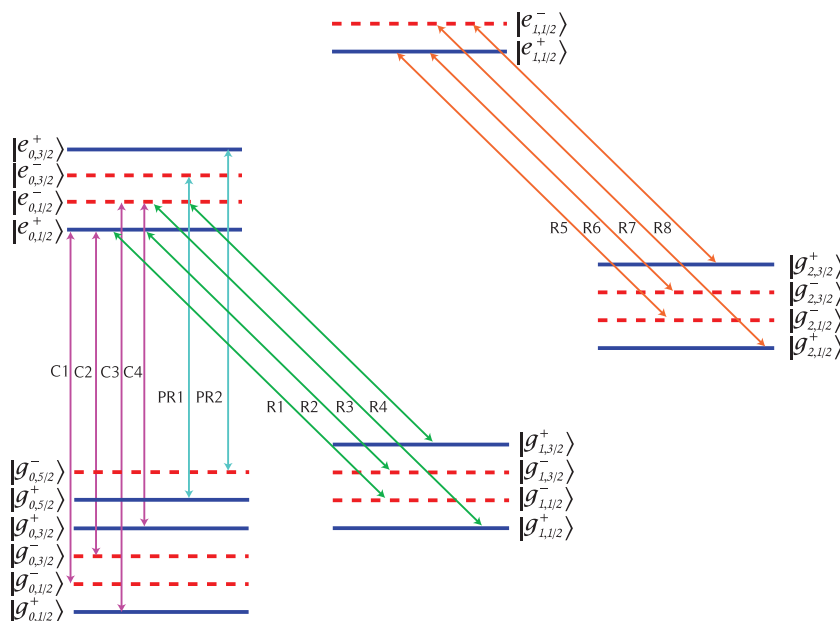 |e⁻₁,₁/₂⟩
|e⁺₁,₁/₂⟩
|e⁺₀,₃/₂⟩
|e⁻₀,₃/₂⟩
|e⁻₀,₁/₂⟩
|e⁺₀,₁/₂⟩
R5 R6 R7 R8
|g⁺₂,₃/₂⟩
|g⁻₂,₃/₂⟩
|g⁻₂,₁/₂⟩
|g⁺₂,₁/₂⟩
C1 C2 C3 C4
PR1 PR2
R1 R2 R3 R4
|g⁺₁,₃/₂⟩
|g⁻₁,₃/₂⟩
|g⁻₁,₁/₂⟩
|g⁺₁,₁/₂⟩
|g⁻₀,₅/₂⟩
|g⁺₀,₅/₂⟩
|g⁺₀,₃/₂⟩
|g⁻₀,₃/₂⟩
|g⁻₀,₁/₂⟩
|g⁺₀,₁/₂⟩